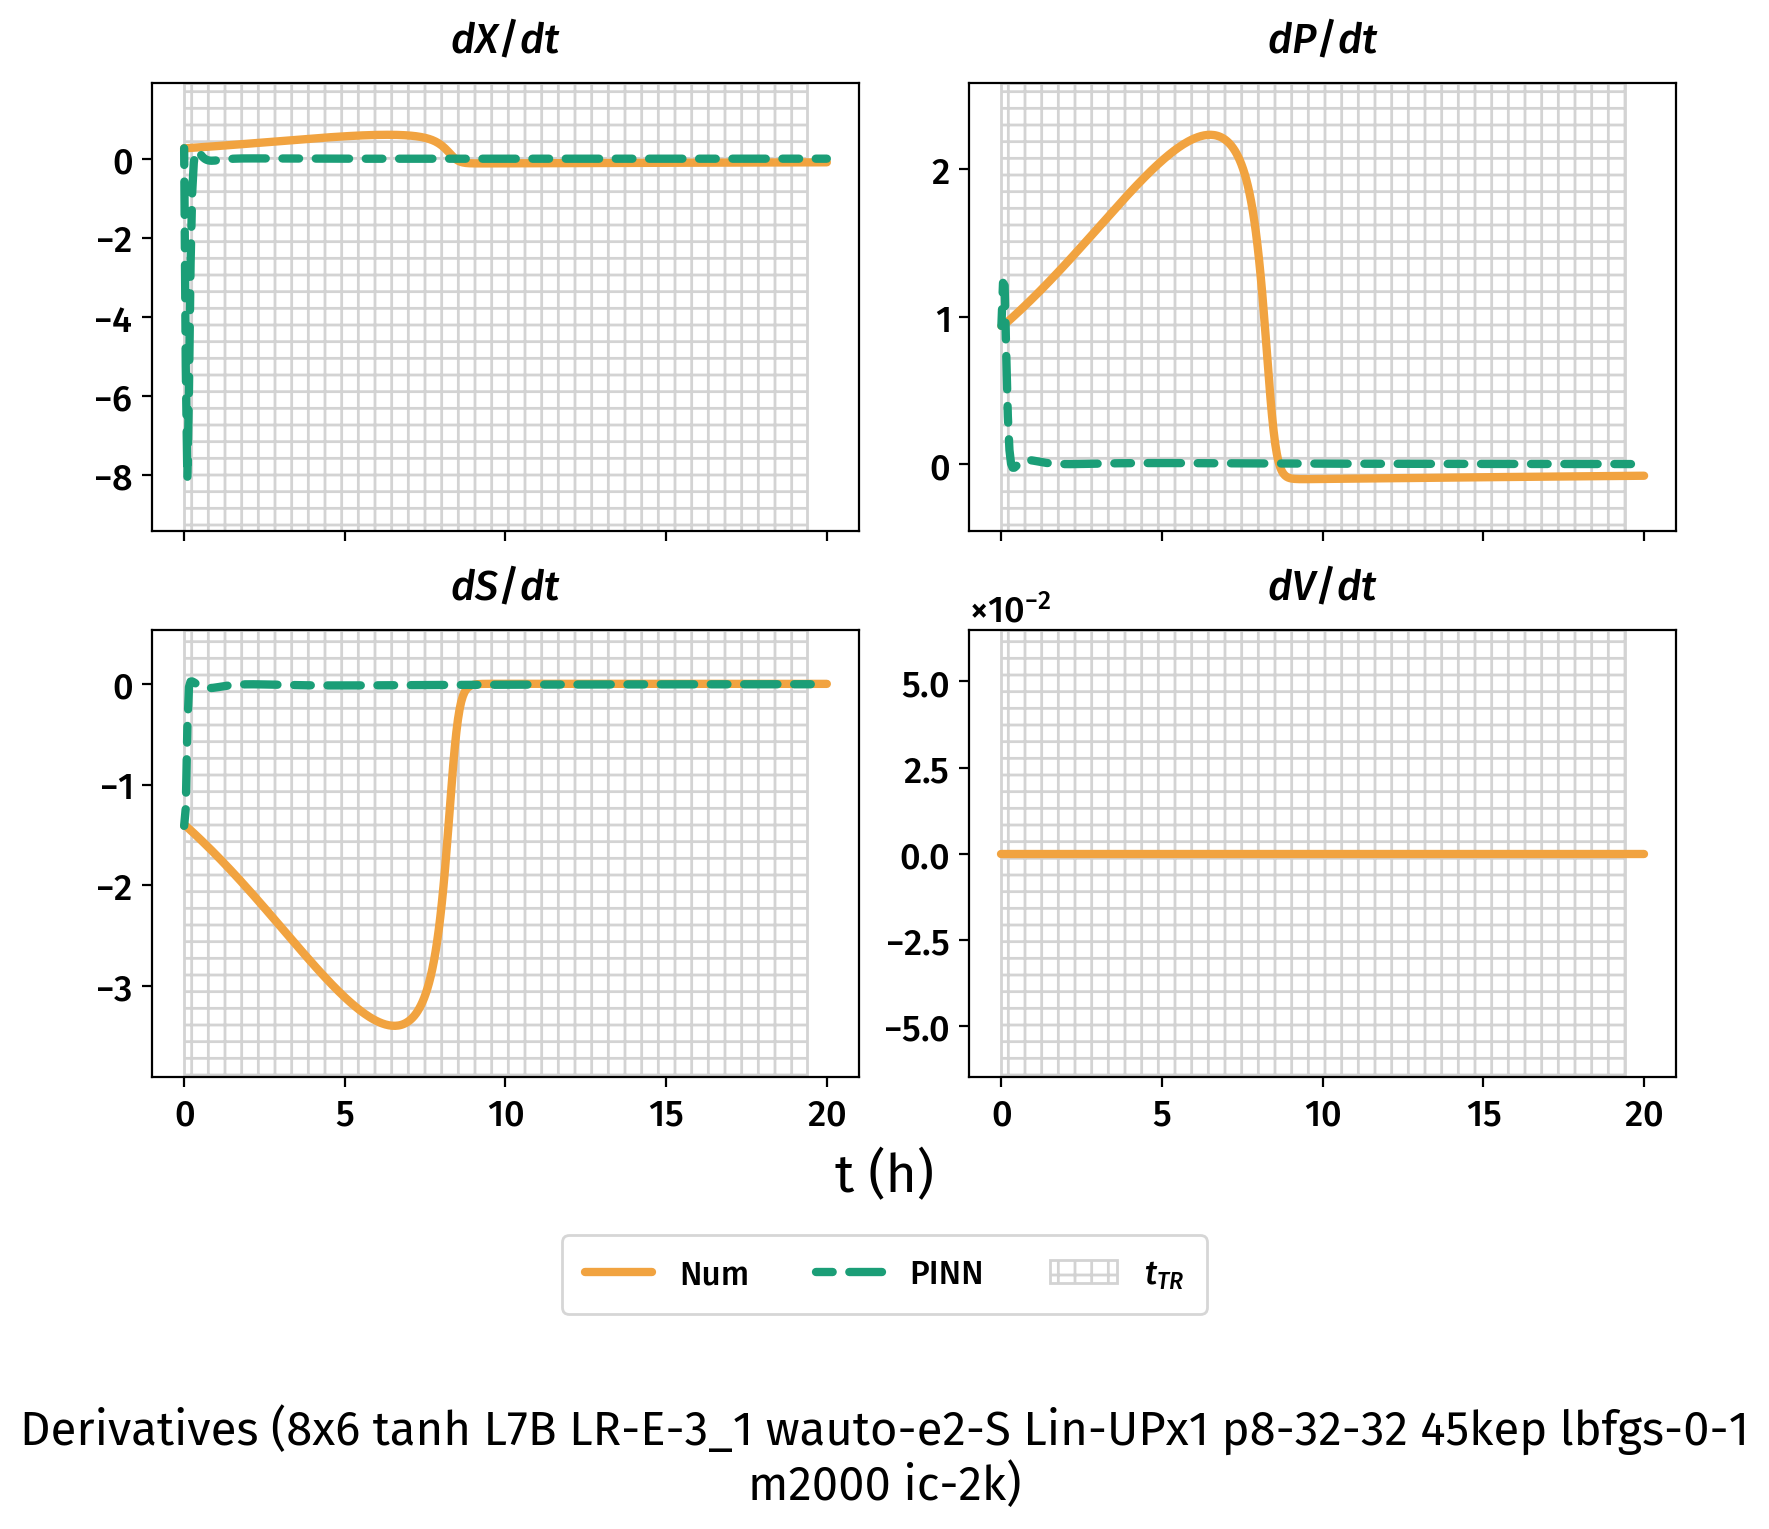 dX/dt
dP/dt
0
−2
−4
−6
−8
2
1
0
dS/dt
dV/dt
×10⁻²
0
−1
−2
−3
5.0
2.5
0.0
−2.5
−5.0
0 5 10 15 20
0 5 10 15 20
t (h)
Num PINN t_TR
Derivatives (8x6 tanh L7B LR-E-3_1 wauto-e2-S Lin-UPx1 p8-32-32 45kep lbfgs-0-1
m2000 ic-2k)